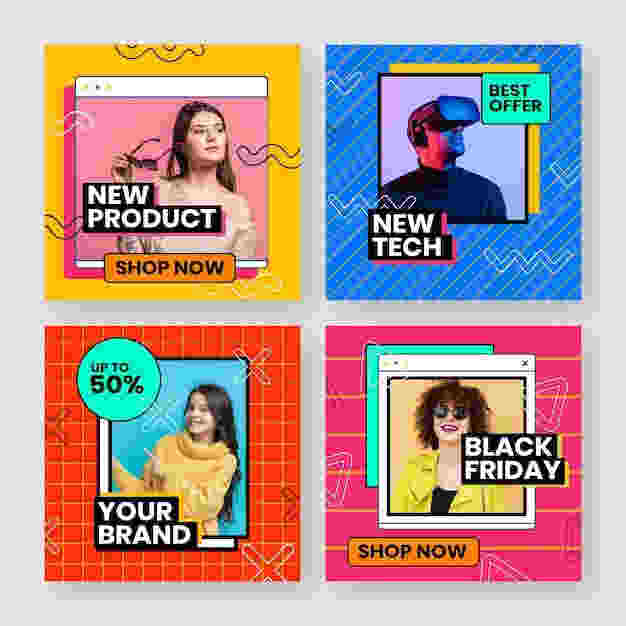 NEW
PRODUCT
SHOP NOW
BEST
OFFER
NEW
TECH
UP TO
50%
YOUR
BRAND
BLACK
FRIDAY
SHOP NOW